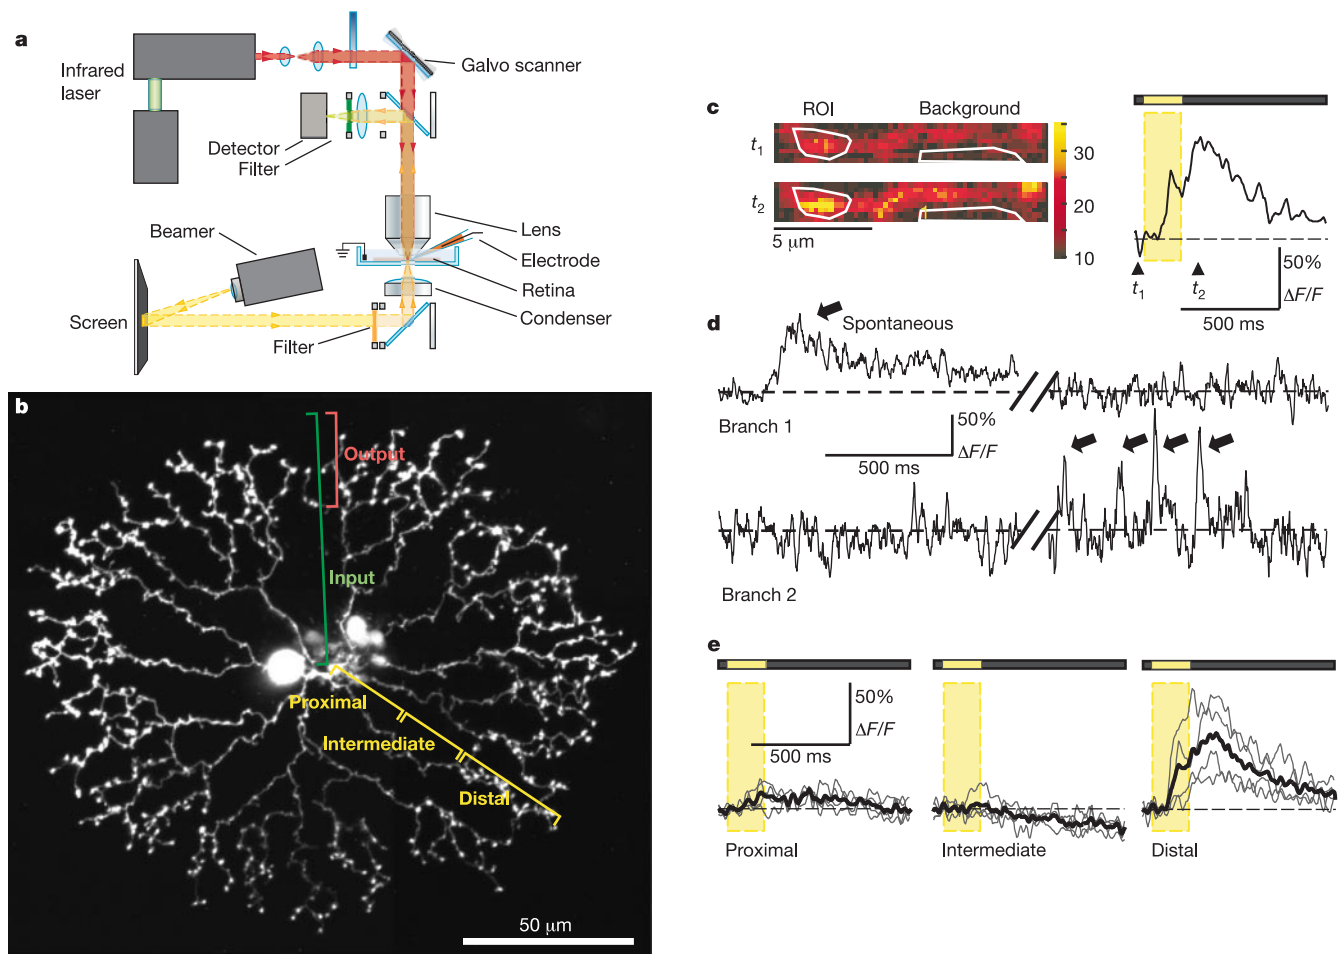 a
Infrared
laser
Galvo scanner
Detector
Filter
Beamer
Lens
Electrode
Retina
Condenser
Screen
Filter
b
Output
Input
Proximal
Intermediate
Distal
50 μm
c
ROI
Background
t1
t2
5 μm
30
20
10
t1
t2
50%
ΔF/F
500 ms
d
Spontaneous
Branch 1
50%
ΔF/F
500 ms
Branch 2
e
50%
ΔF/F
500 ms
Proximal
Intermediate
Distal